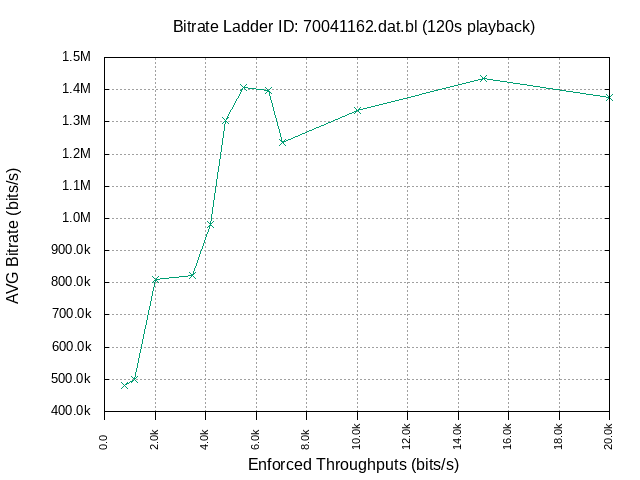 Bitrate Ladder ID: 70041162.dat.bl (120s playback)
1.5M
1.4M
1.3M
1.2M
1.1M
1.0M
900.0k
800.0k
700.0k
600.0k
500.0k
400.0k
AVG Bitrate (bits/s)
0.0
2.0k
4.0k
6.0k
8.0k
10.0k
12.0k
14.0k
16.0k
18.0k
20.0k
Enforced Throughputs (bits/s)